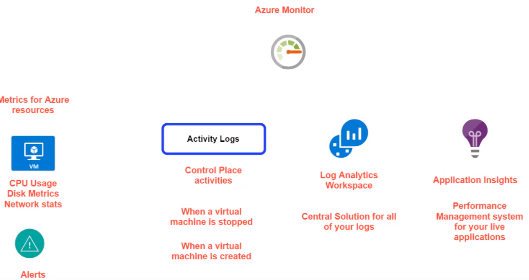 Azure Monitor
Metrics for Azure
resources
VM
CPU Usage
Disk Metrics
Network stats
Alerts
Activity Logs
Control Place
activities
When a virtual
machine is stopped
When a virtual
machine is created
Log Analytics
Workspace
Central Solution for all
of your logs
Application Insights
Performance
Management system
for your live
applications